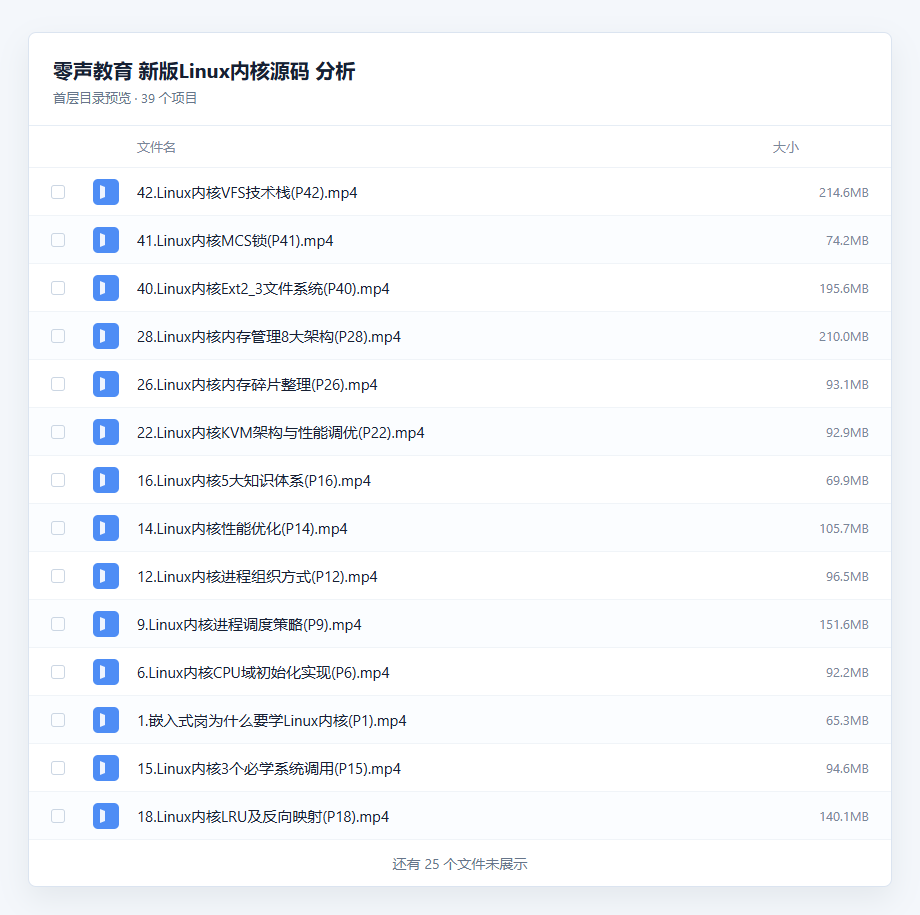 零声教育 新版Linux内核源码 分析
首层目录预览 · 39 个项目
文件名 大小
42.Linux内核VFS技术栈(P42).mp4 214.6MB
41.Linux内核MCS锁(P41).mp4 74.2MB
40.Linux内核Ext2_3文件系统(P40).mp4 195.6MB
28.Linux内核内存管理8大架构(P28).mp4 210.0MB
26.Linux内核内存碎片整理(P26).mp4 93.1MB
22.Linux内核KVM架构与性能调优(P22).mp4 92.9MB
16.Linux内核5大知识体系(P16).mp4 69.9MB
14.Linux内核性能优化(P14).mp4 105.7MB
12.Linux内核进程组织方式(P12).mp4 96.5MB
9.Linux内核进程调度策略(P9).mp4 151.6MB
6.Linux内核CPU域初始化实现(P6).mp4 92.2MB
1.嵌入式岗为什么要学Linux内核(P1).mp4 65.3MB
15.Linux内核3个必学系统调用(P15).mp4 94.6MB
18.Linux内核LRU及反向映射(P18).mp4 140.1MB
还有 25 个文件未展示